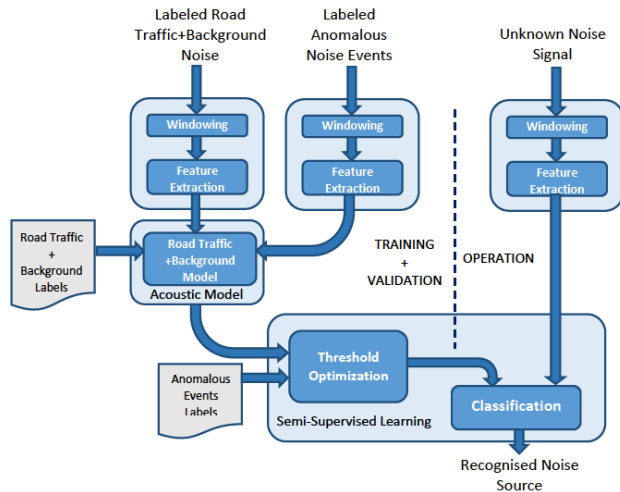 Labeled Road
Traffic+Background
Noise
Labeled
Anomalous
Noise Events
Unknown Noise
Signal
Windowing
Feature
Extraction
Windowing
Feature
Extraction
Windowing
Feature
Extraction
Road Traffic
+
Background
Labels
Road Traffic
+Background
Model
Acoustic Model
TRAINING
+
VALIDATION
OPERATION
Anomalous
Events
Labels
Threshold
Optimization
Classification
Semi-Supervised Learning
Recognised Noise
Source